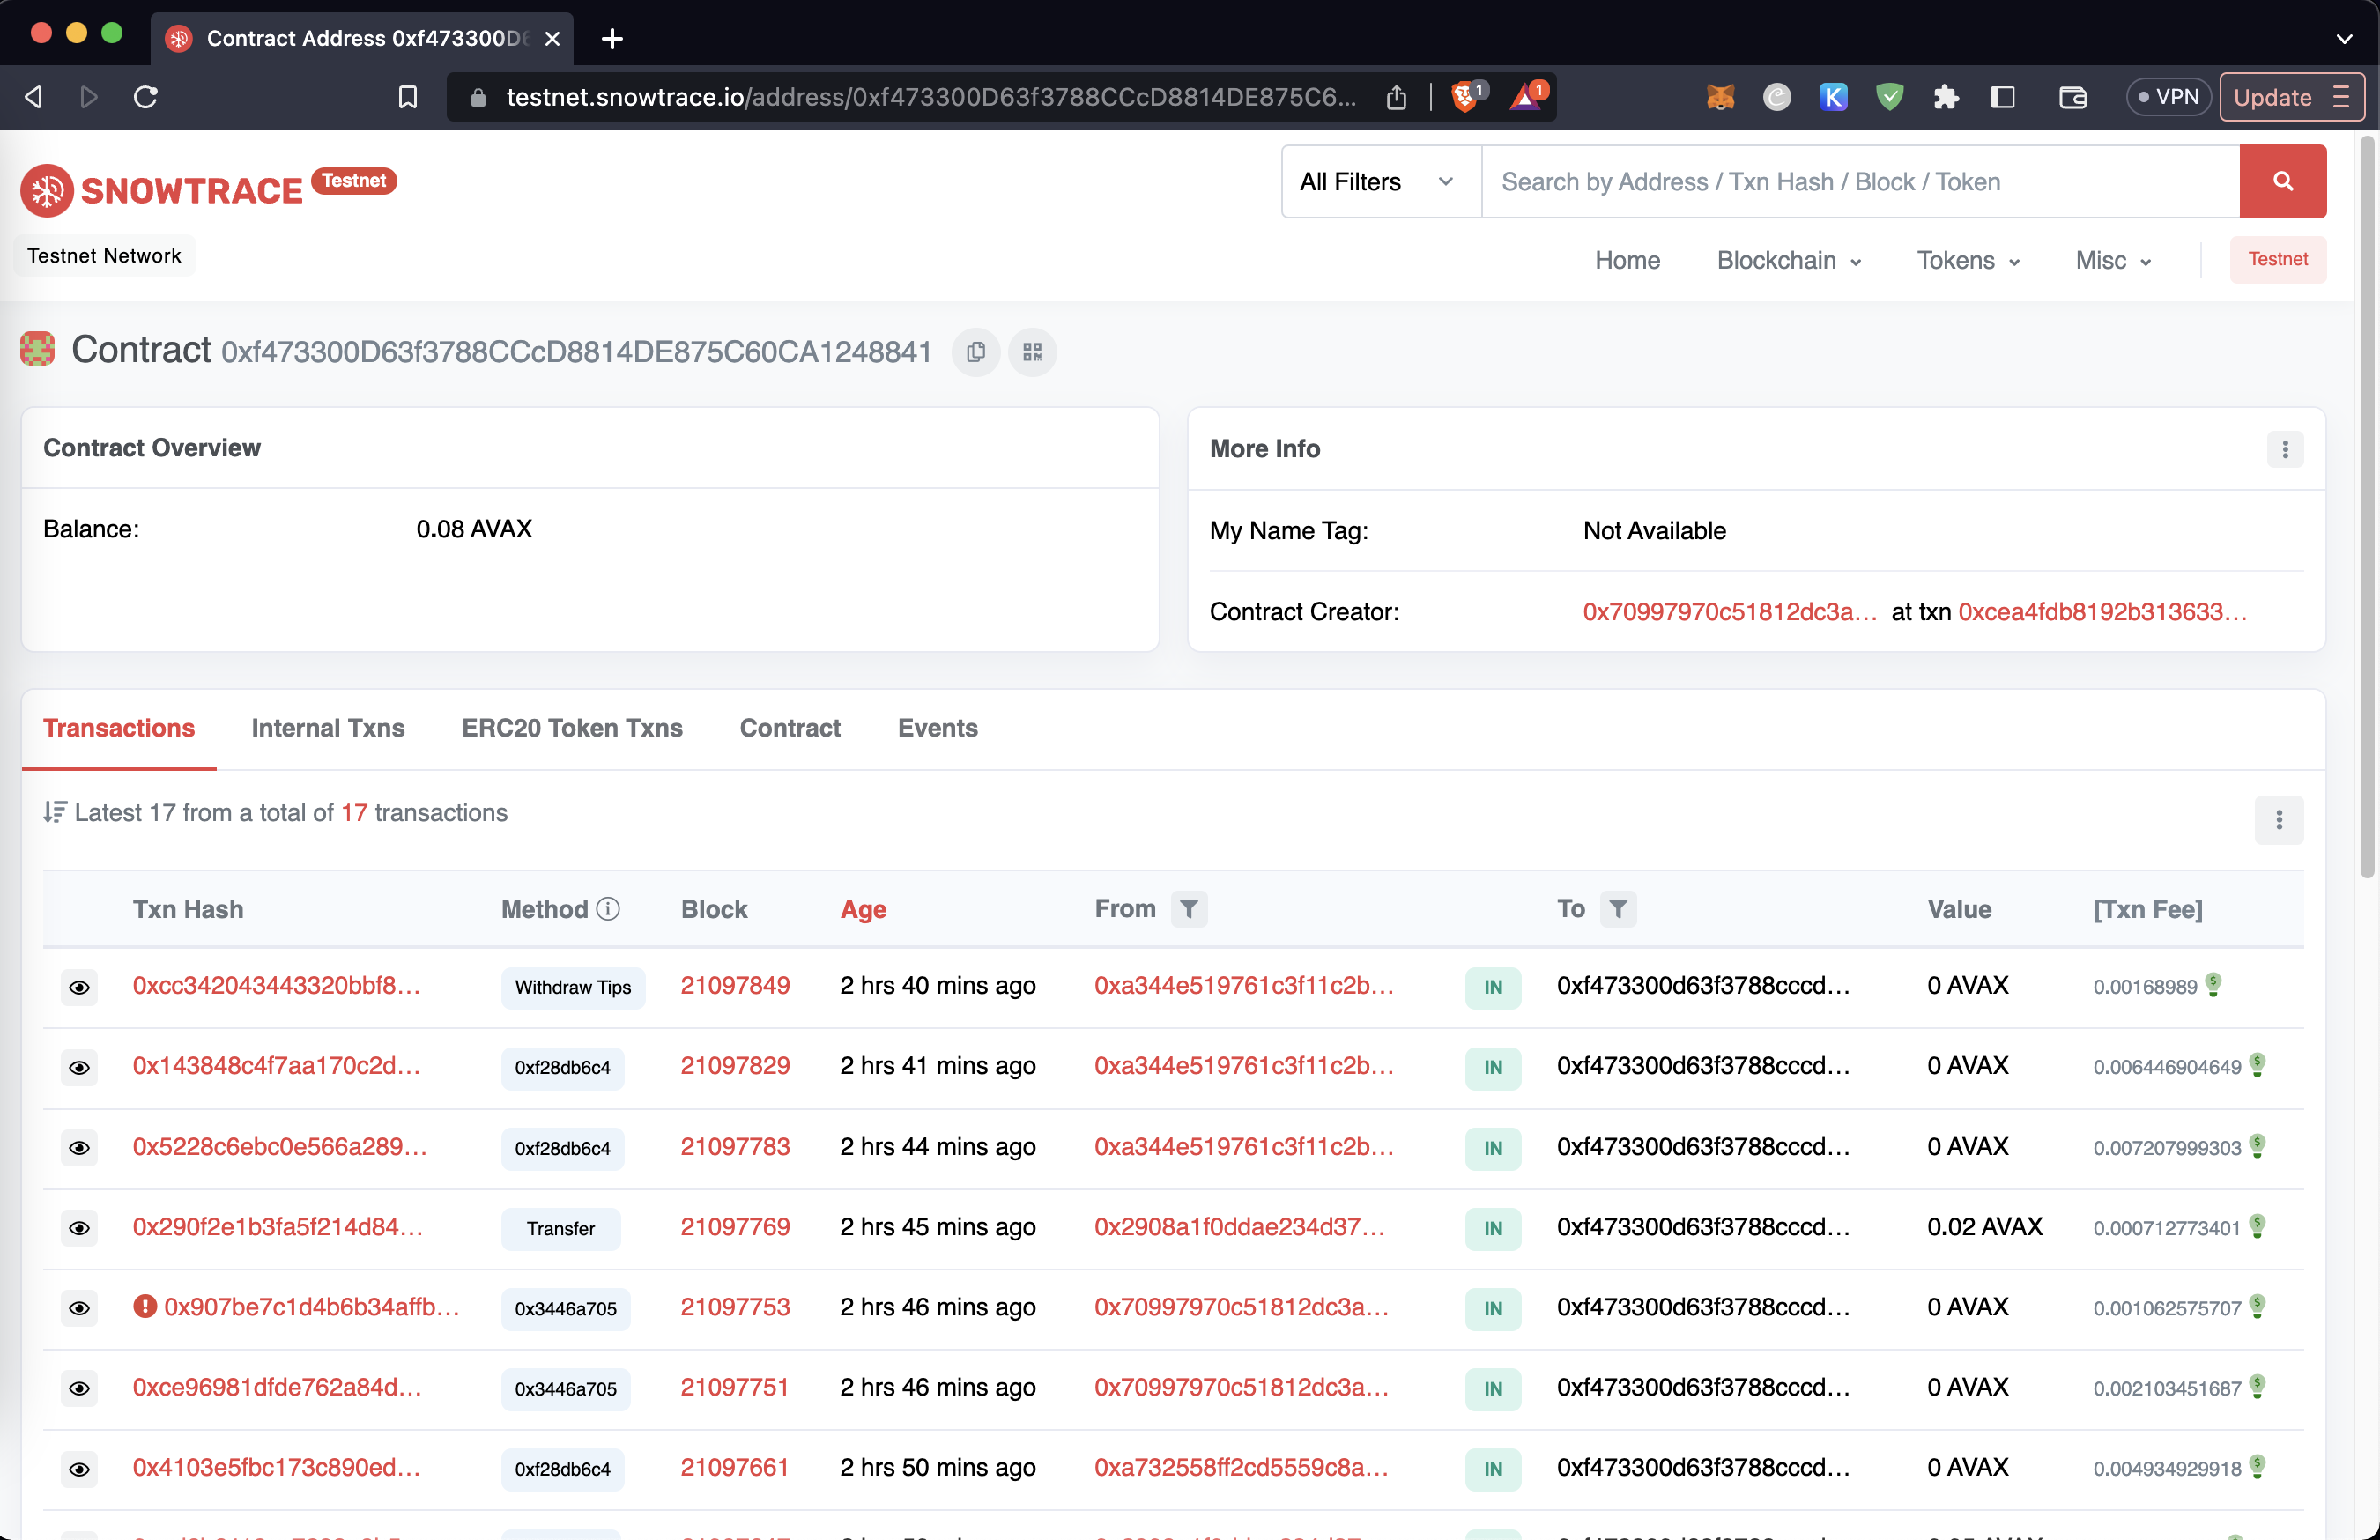 Contract Address 0xf473300D6
testnet.snowtrace.io/address/0xf473300D63f3788CCcD8814DE875C6... 1 1 VPN Update
SNOWTRACE Testnet
All Filters Search by Address / Txn Hash / Block / Token
Testnet Network
Home Blockchain Tokens Misc Testnet
Contract 0xf473300D63f3788CCcD8814DE875C60CA1248841
Contract Overview
Balance: 0.08 AVAX
More Info
My Name Tag: Not Available
Contract Creator: 0x70997970c51812dc3a... at txn 0xcea4fdb8192b313633...
Transactions Internal Txns ERC20 Token Txns Contract Events
Latest 17 from a total of 17 transactions
Txn Hash Method Block Age From To Value [Txn Fee]
0xcc342043443320bbf8... Withdraw Tips 21097849 2 hrs 40 mins ago 0xa344e519761c3f11c2b... IN 0xf473300d63f3788cccd... 0 AVAX 0.00168989
0x143848c4f7aa170c2d... 0xf28db6c4 21097829 2 hrs 41 mins ago 0xa344e519761c3f11c2b... IN 0xf473300d63f3788cccd... 0 AVAX 0.006446904649
0x5228c6ebc0e566a289... 0xf28db6c4 21097783 2 hrs 44 mins ago 0xa344e519761c3f11c2b... IN 0xf473300d63f3788cccd... 0 AVAX 0.007207999303
0x290f2e1b3fa5f214d84... Transfer 21097769 2 hrs 45 mins ago 0x2908a1f0ddae234d37... IN 0xf473300d63f3788cccd... 0.02 AVAX 0.000712773401
0x907be7c1d4b6b34affb... 0x3446a705 21097753 2 hrs 46 mins ago 0x70997970c51812dc3a... IN 0xf473300d63f3788cccd... 0 AVAX 0.001062575707
0xce96981dfde762a84d... 0x3446a705 21097751 2 hrs 46 mins ago 0x70997970c51812dc3a... IN 0xf473300d63f3788cccd... 0 AVAX 0.002103451687
0x4103e5fbc173c890ed... 0xf28db6c4 21097661 2 hrs 50 mins ago 0xa732558ff2cd5559c8a... IN 0xf473300d63f3788cccd... 0 AVAX 0.004934929918